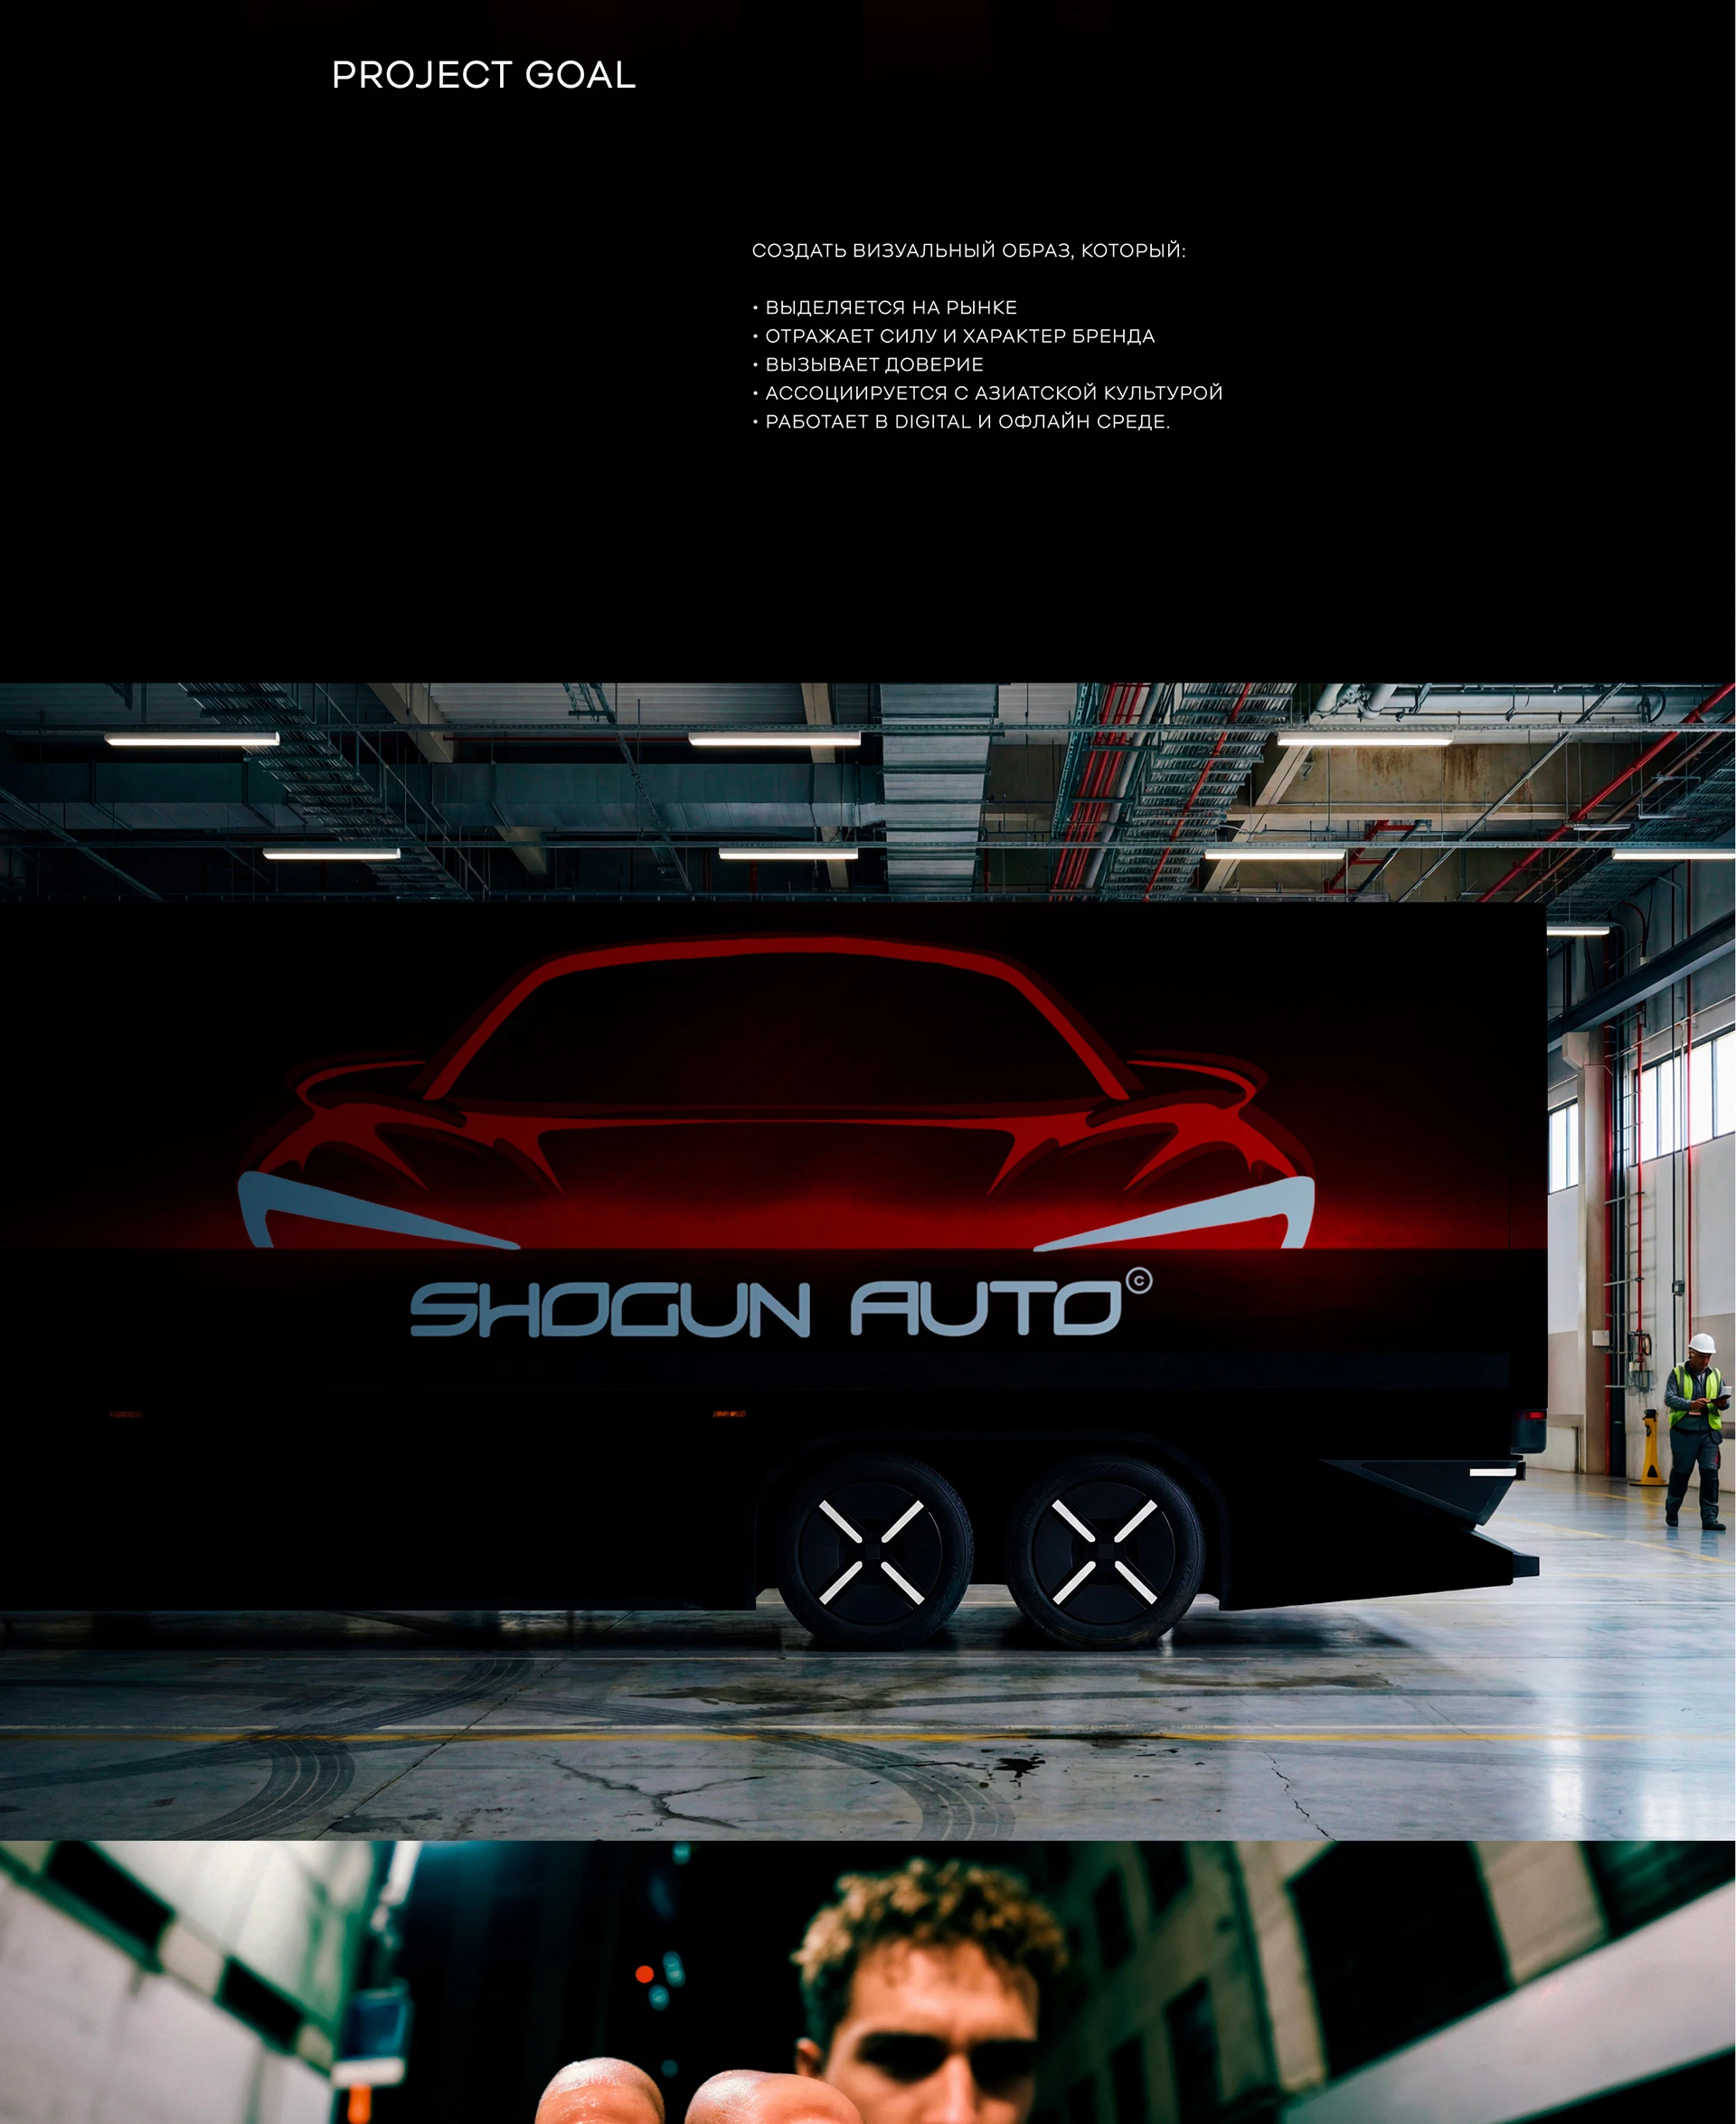 PROJECT GOAL
СОЗДАТЬ ВИЗУАЛЬНЫЙ ОБРАЗ, КОТОРЫЙ:
• ВЫДЕЛЯЕТСЯ НА РЫНКЕ
• ОТРАЖАЕТ СИЛУ И ХАРАКТЕР БРЕНДА
• ВЫЗЫВАЕТ ДОВЕРИЕ
• АССОЦИИРУЕТСЯ С АЗИАТСКОЙ КУЛЬТУРОЙ
• РАБОТАЕТ В DIGITAL И ОФЛАЙН СРЕДЕ.
SHOGUN AUTO©